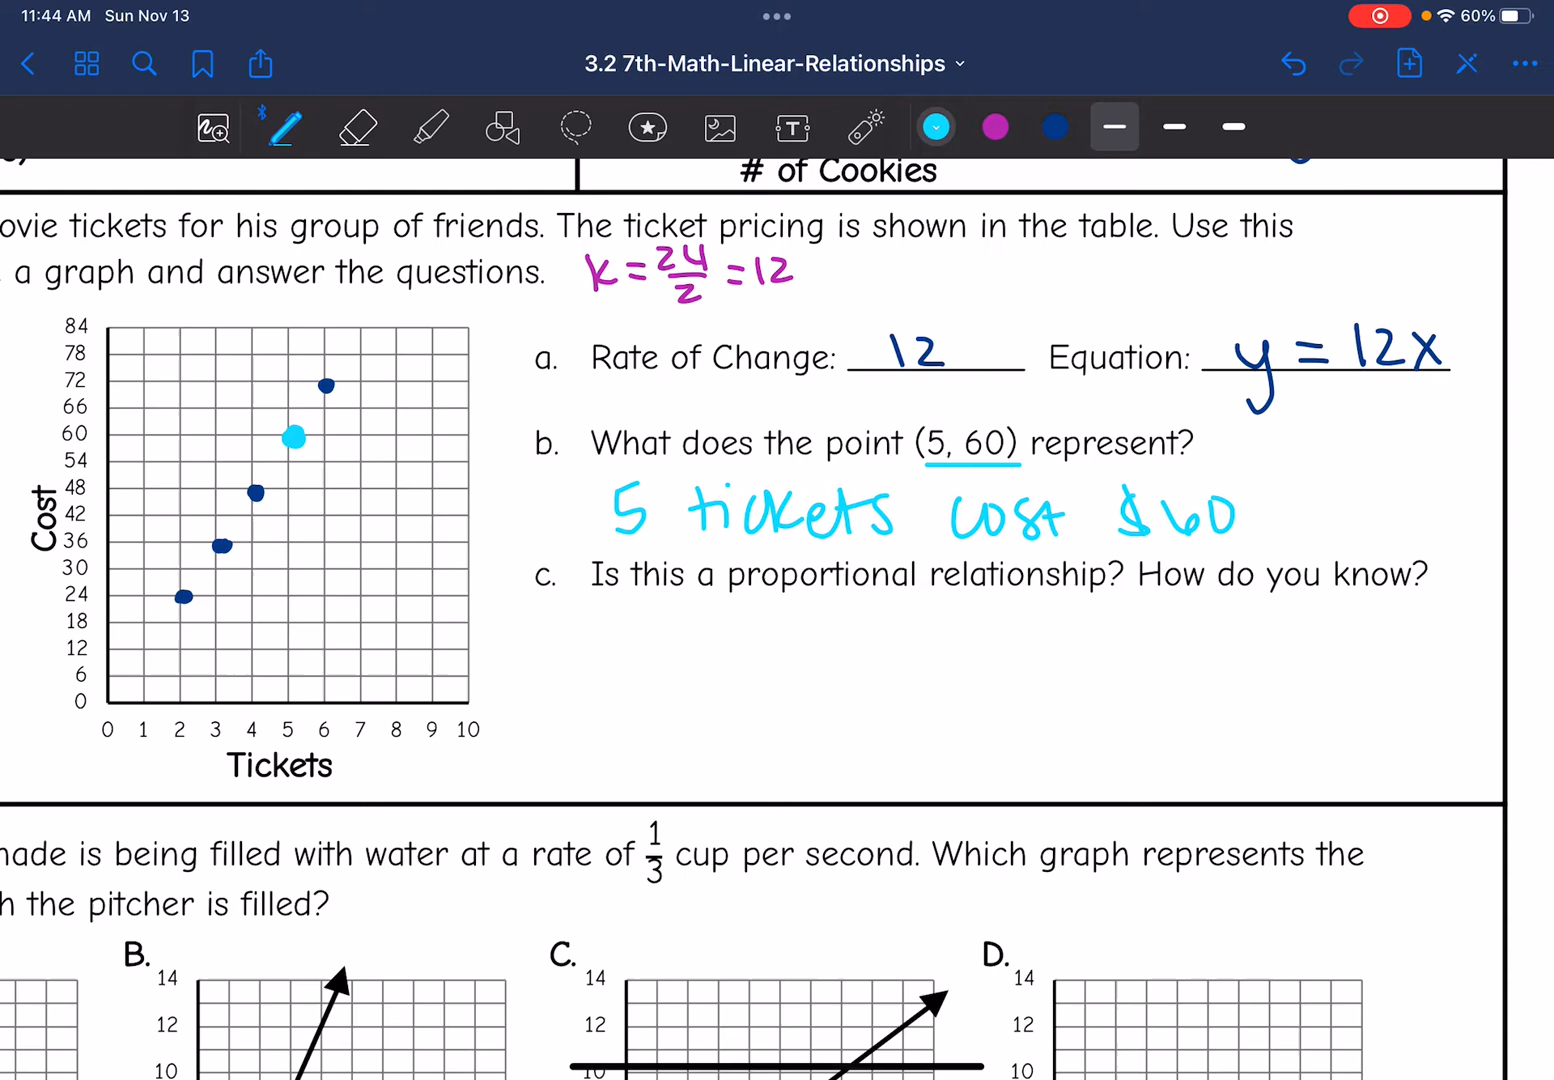 11:44 AM Sun Nov 13
60%
3.2 7th-Math-Linear-Relationships
T
# of Cookies
ovie tickets for his group of friends. The ticket pricing is shown in the table. Use this
a graph and answer the questions. k = 24/2 = 12
84
78
72
66
60
54
48
42
36
30
24
18
12
6
0
Cost
0 1 2 3 4 5 6 7 8 9 10
Tickets
a. Rate of Change: 12 Equation: y = 12x
b. What does the point (5, 60) represent?
5 tickets cost $60
c. Is this a proportional relationship? How do you know?
nade is being filled with water at a rate of 1/3 cup per second. Which graph represents the
h the pitcher is filled?
B.
14
12
10
C.
14
12
10
D.
14
12
10